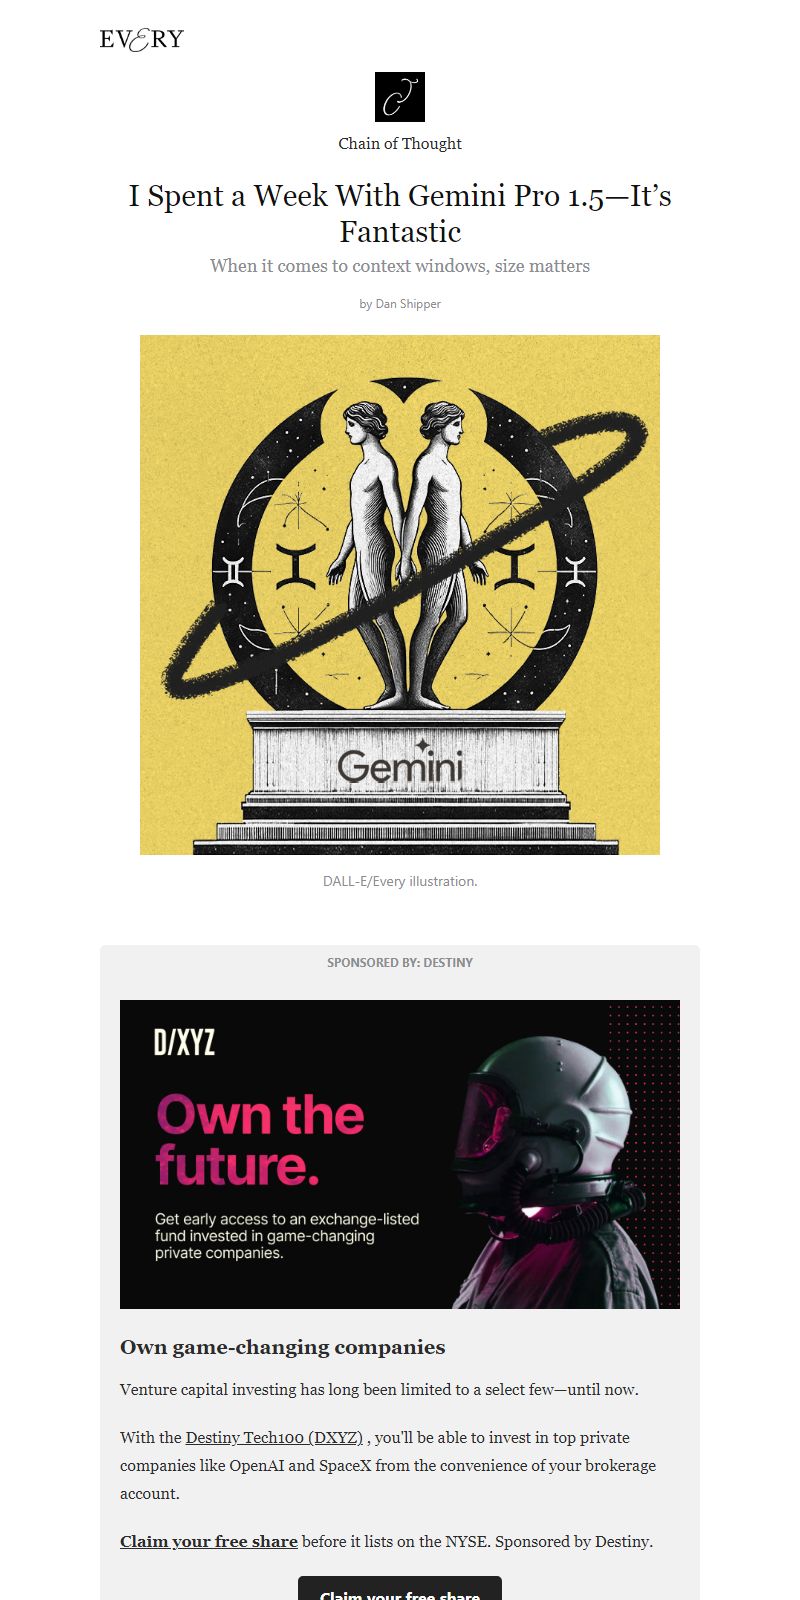 EVERY
Chain of Thought
I Spent a Week With Gemini Pro 1.5—It’s
Fantastic
When it comes to context windows, size matters
by Dan Shipper
Gemini
DALL-E/Every illustration.
SPONSORED BY: DESTINY
D/XYZ
Own the
future.
Get early access to an exchange-listed
fund invested in game-changing
private companies.
Own game-changing companies
Venture capital investing has long been limited to a select few—until now.
With the Destiny Tech100 (DXYZ) , you'll be able to invest in top private
companies like OpenAI and SpaceX from the convenience of your brokerage
account.
Claim your free share before it lists on the NYSE. Sponsored by Destiny.
Claim your free share